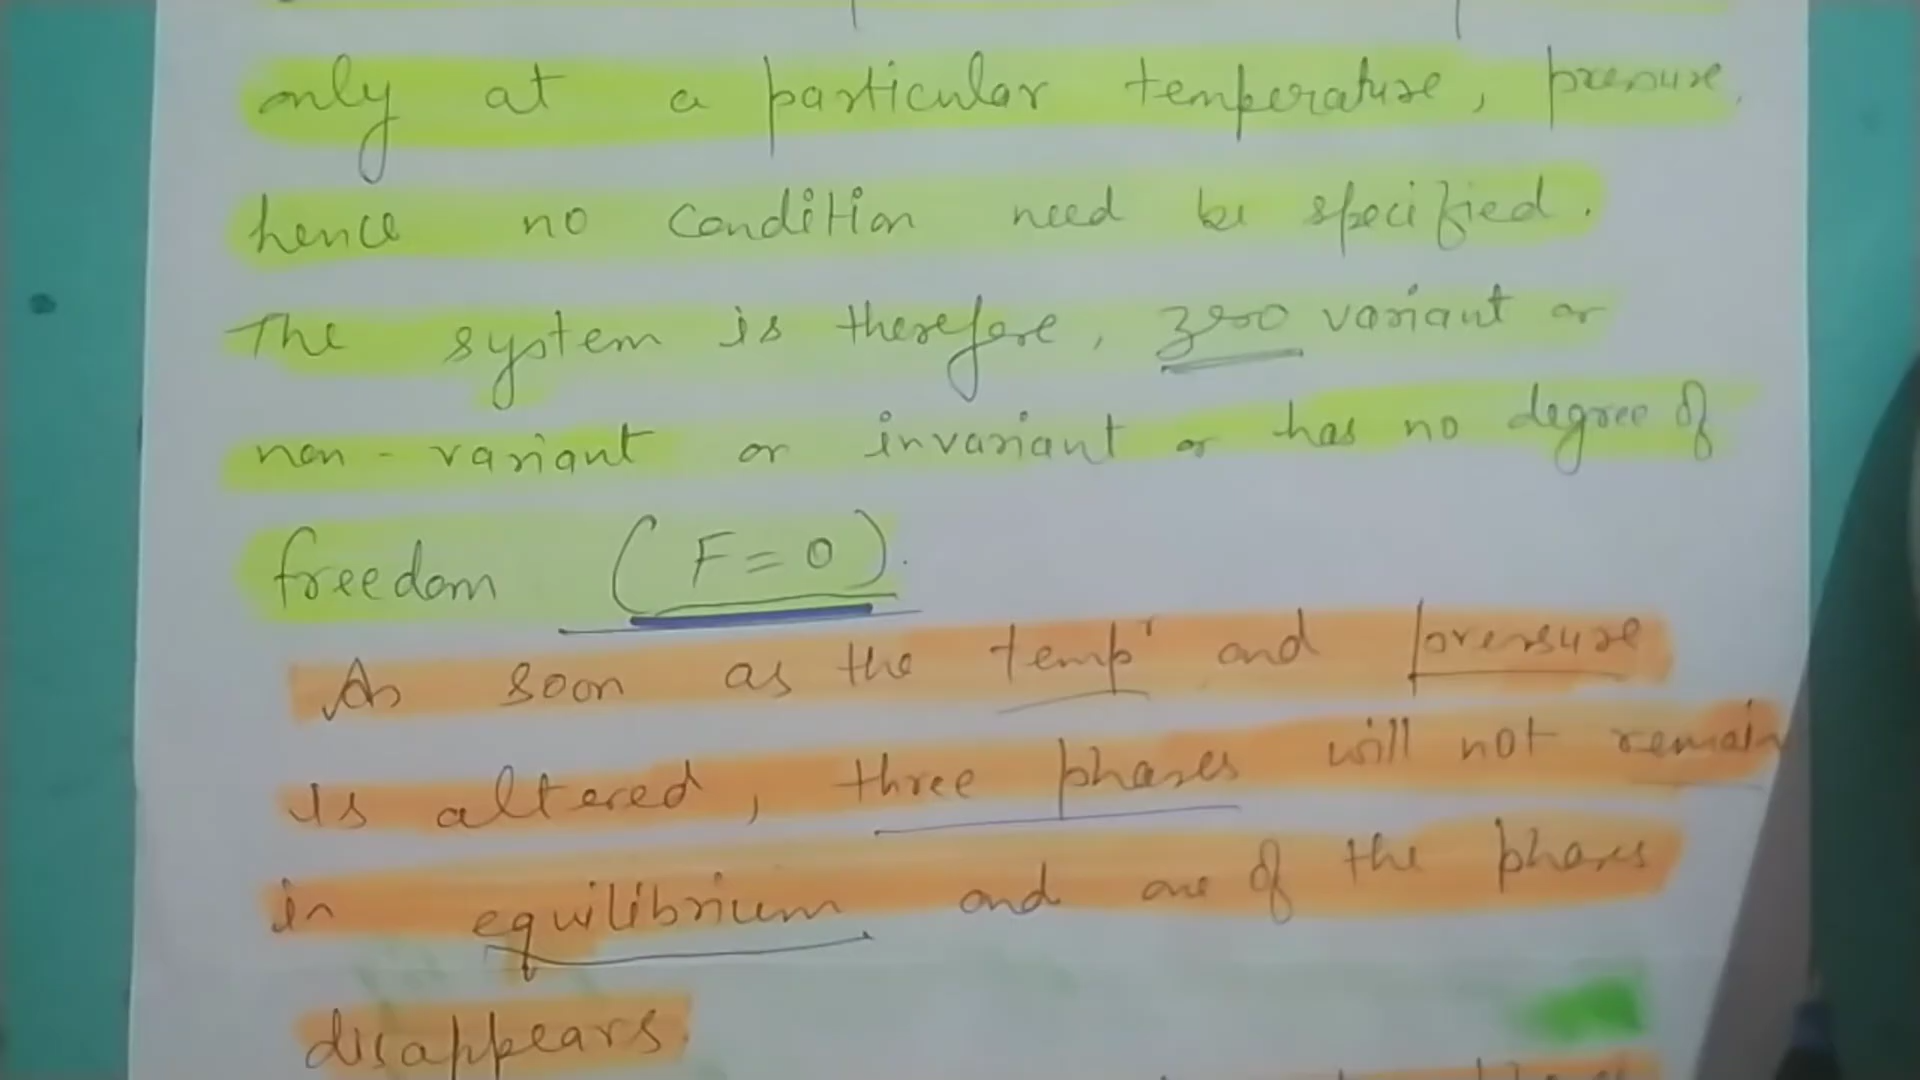 only at a particular temperature, pressure,
hence no condition need be specified.
The system is therefore, zero variant or
non-variant or invariant or has no degree of
freedom (F=0).
As soon as the tempr and pressure
is altered, three phases will not remain
in equilibrium and one of the phases
disappears.